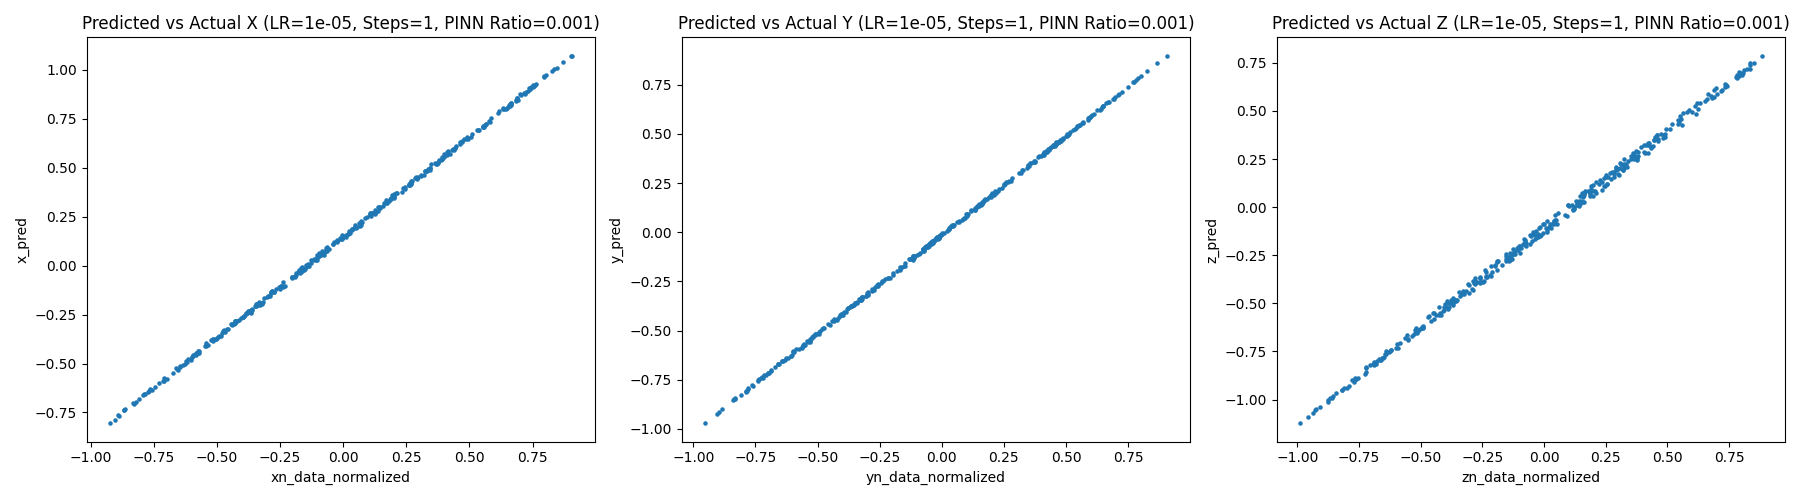 Predicted vs Actual X (LR=1e-05, Steps=1, PINN Ratio=0.001)
1.00
0.75
0.50
0.25
0.00
−0.25
−0.50
−0.75
x_pred
−1.00 −0.75 −0.50 −0.25 0.00 0.25 0.50 0.75
xn_data_normalized
Predicted vs Actual Y (LR=1e-05, Steps=1, PINN Ratio=0.001)
0.75
0.50
0.25
0.00
−0.25
−0.50
−0.75
−1.00
y_pred
−1.00 −0.75 −0.50 −0.25 0.00 0.25 0.50 0.75
yn_data_normalized
Predicted vs Actual Z (LR=1e-05, Steps=1, PINN Ratio=0.001)
0.75
0.50
0.25
0.00
−0.25
−0.50
−0.75
−1.00
z_pred
−1.00 −0.75 −0.50 −0.25 0.00 0.25 0.50 0.75
zn_data_normalized